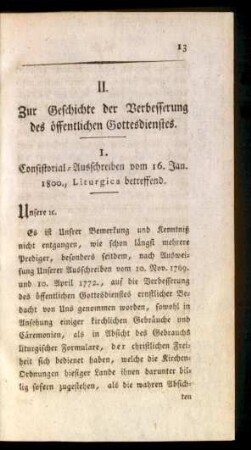 13
II.
Zur Geschichte der Verbesserung
des öffentlichen Gottesdienstes.
1.
Consistorial-Ausschreiben vom 16. Jan.
1800., Liturgica betreffend.
Unsere ꝛc.
Es ist Unserer Bemerkung und Kenntniß
nicht entgangen, wie schon längst mehrere
Prediger, besonders seitdem, nach Auswei-
sung Unserer Ausschreiben vom 10. Nov. 1769.
und 10. April 1772., auf die Verbesserung
des öffentlichen Gottesdienstes ernstlicher Be-
dacht von Uns genommen worden, sowohl in
Ansehung einiger kirchlichen Gebräuche und
Cäremonien, als in Absicht des Gebrauchs
liturgischer Formulare, der christlichen Frei-
heit sich bedienet haben, welche die Kirchen-
Ordnungen hiesiger Lande ihnen darunter bil-
lig sofern zugestehen, als die wahren Absich-
ten